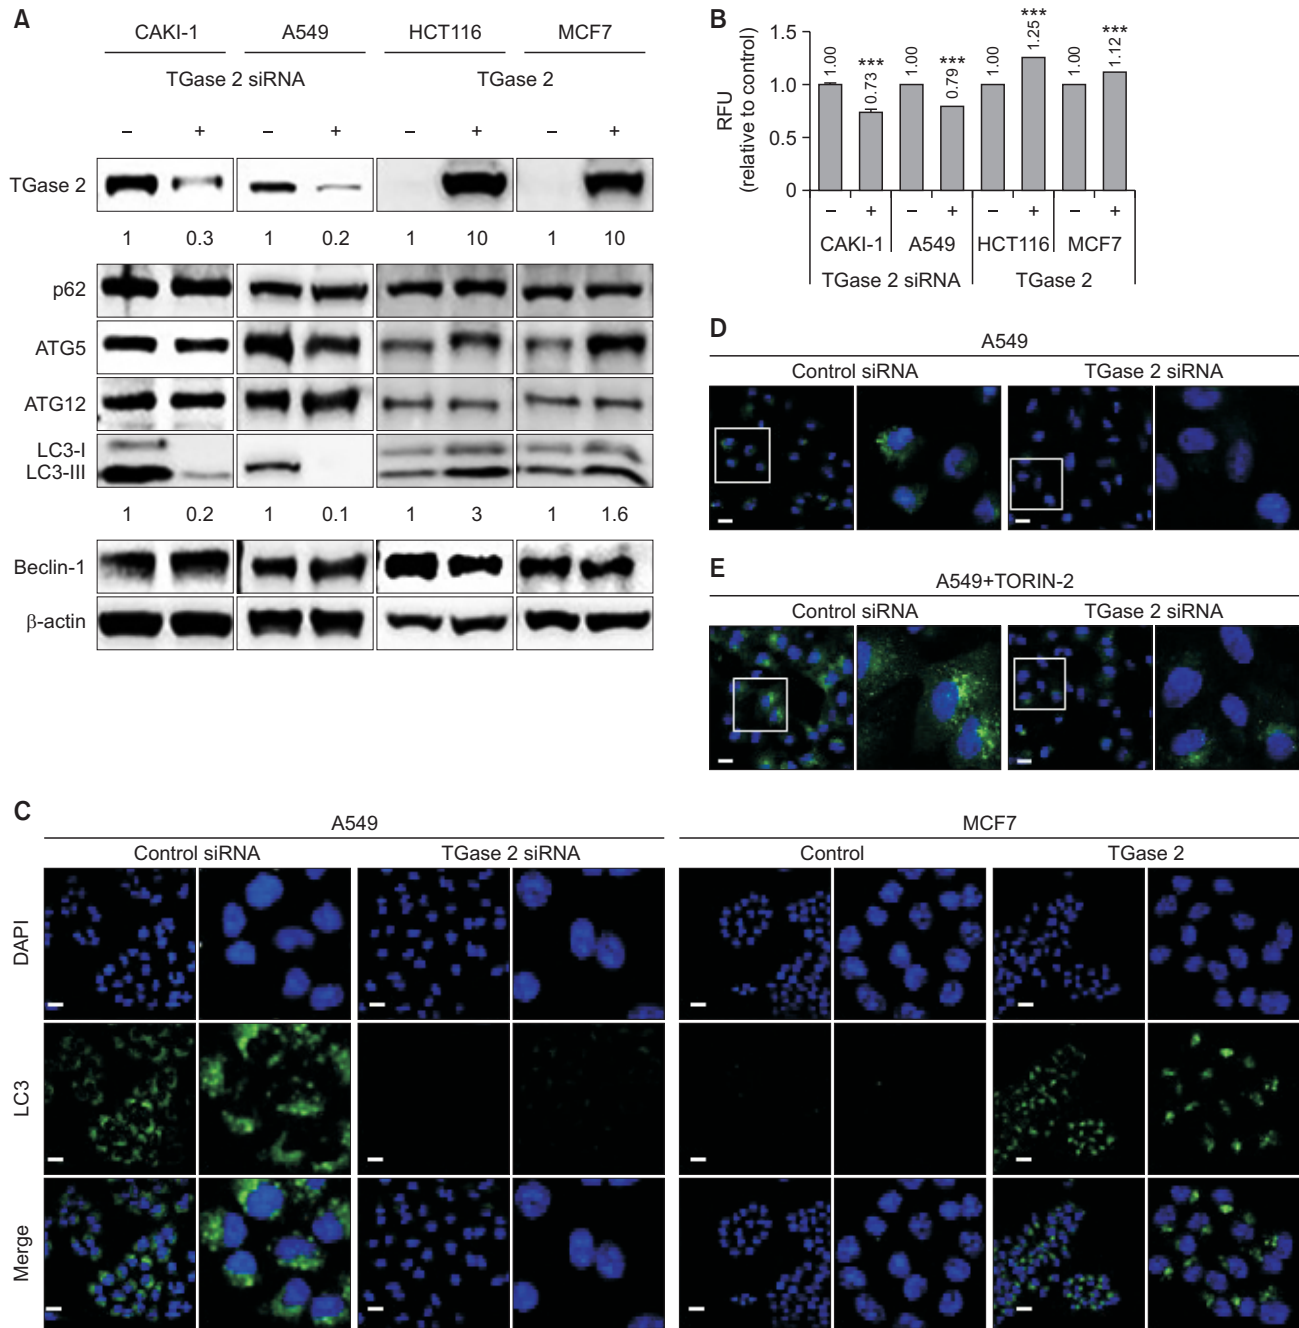 A
CAKI-1 A549 HCT116 MCF7
TGase 2 siRNA TGase 2
– + – + – + – +
TGase 2
1 0.3 1 0.2 1 10 1 10
p62
ATG5
ATG12
LC3-I
LC3-III
1 0.2 1 0.1 1 3 1 1.6
Beclin-1
β-actin
B
RFU
(relative to control)
1.5
1.0
0.5
0
1.00 *** 0.73 1.00 *** 0.79 1.00 *** 1.25 1.00 *** 1.12
– + – + – + – +
CAKI-1 A549 HCT116 MCF7
TGase 2 siRNA TGase 2
D
A549
Control siRNA TGase 2 siRNA
E
A549+TORIN-2
Control siRNA TGase 2 siRNA
C
A549 MCF7
Control siRNA TGase 2 siRNA Control TGase 2
DAPI
LC3
Merge